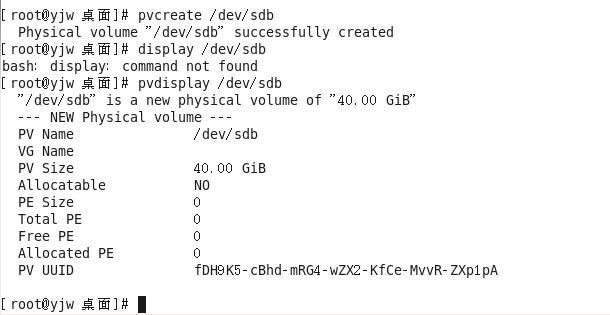 [root@yjw 桌面]# pvcreate /dev/sdb
  Physical volume "/dev/sdb" successfully created
[root@yjw 桌面]# display /dev/sdb
bash: display: command not found
[root@yjw 桌面]# pvdisplay /dev/sdb
  "/dev/sdb" is a new physical volume of "40.00 GiB"
  --- NEW Physical volume ---
  PV Name               /dev/sdb
  VG Name
  PV Size               40.00 GiB
  Allocatable           NO
  PE Size               0
  Total PE              0
  Free PE               0
  Allocated PE          0
  PV UUID               fDH9K5-cBhd-mRG4-wZX2-KfCe-MvvR-ZXp1pA
[root@yjw 桌面]#